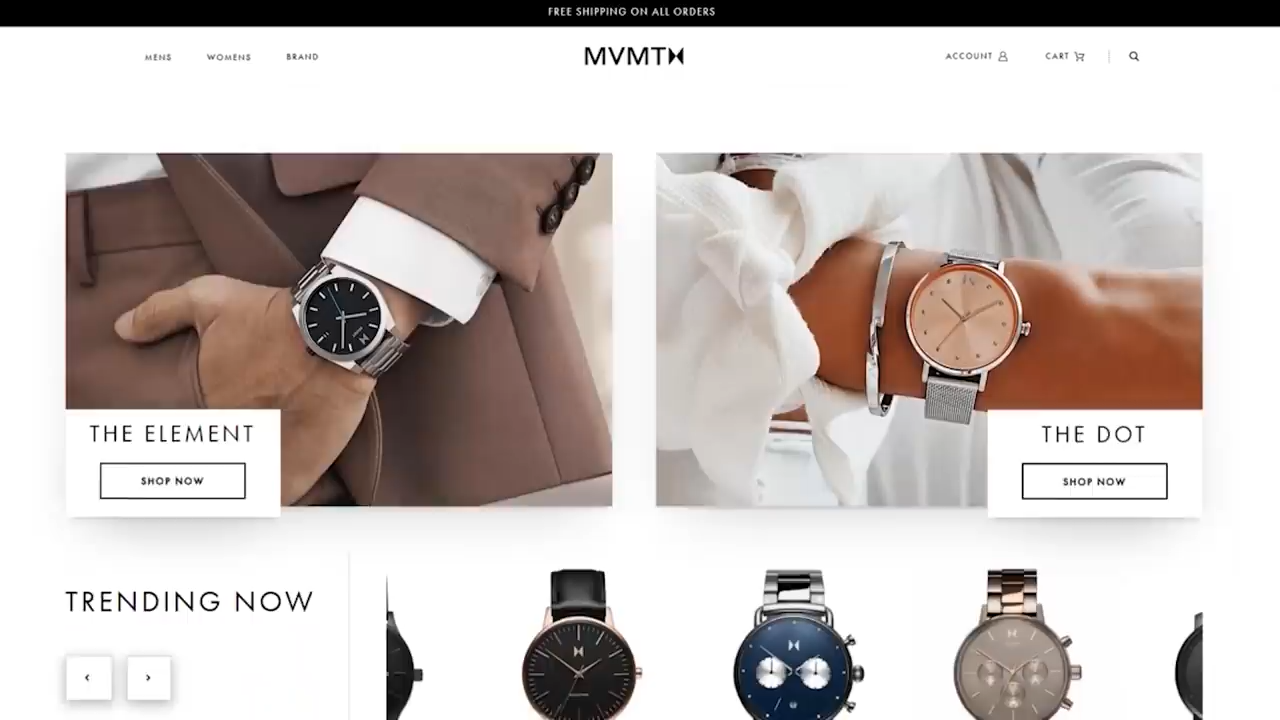 FREE SHIPPING ON ALL ORDERS
MENS
WOMENS
BRAND
MVMT
ACCOUNT
CART
THE ELEMENT
SHOP NOW
THE DOT
SHOP NOW
TRENDING NOW